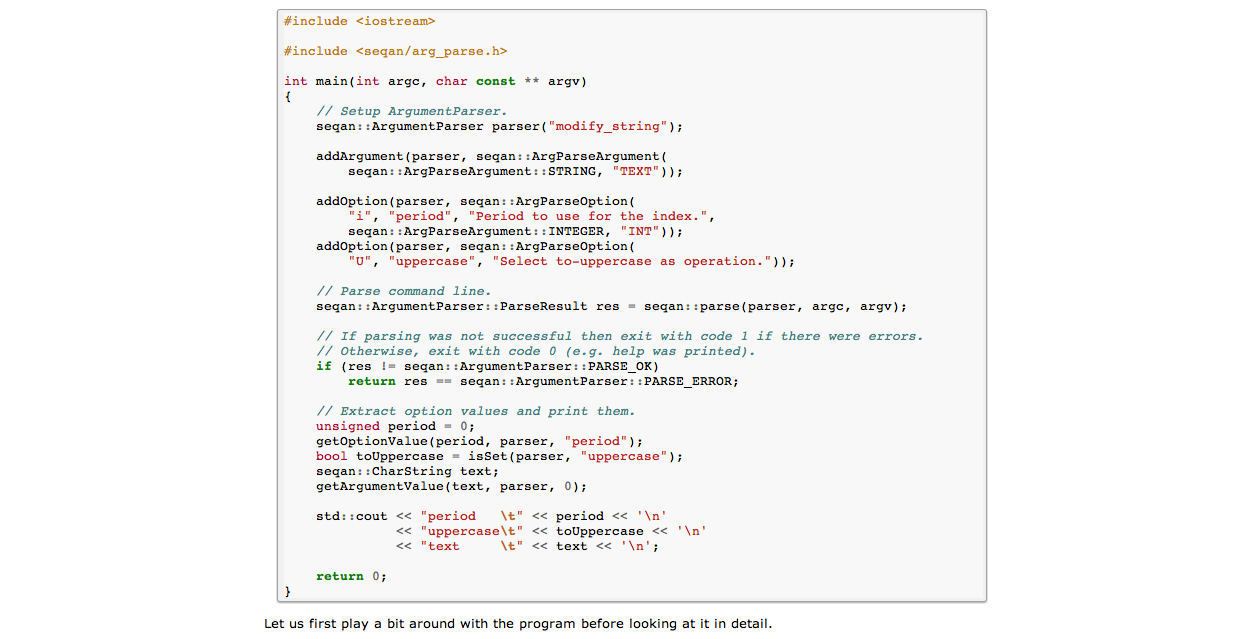 #include <iostream>
#include <seqan/arg_parse.h>
int main(int argc, char const ** argv)
{
    // Setup ArgumentParser.
    seqan::ArgumentParser parser("modify_string");
    addArgument(parser, seqan::ArgParseArgument(
        seqan::ArgParseArgument::STRING, "TEXT"));
    addOption(parser, seqan::ArgParseOption(
        "i", "period", "Period to use for the index.",
        seqan::ArgParseArgument::INTEGER, "INT"));
    addOption(parser, seqan::ArgParseOption(
        "U", "uppercase", "Select to-uppercase as operation."));
    // Parse command line.
    seqan::ArgumentParser::ParseResult res = seqan::parse(parser, argc, argv);
    // If parsing was not successful then exit with code 1 if there were errors.
    // Otherwise, exit with code 0 (e.g. help was printed).
    if (res != seqan::ArgumentParser::PARSE_OK)
        return res == seqan::ArgumentParser::PARSE_ERROR;
    // Extract option values and print them.
    unsigned period = 0;
    getOptionValue(period, parser, "period");
    bool toUppercase = isSet(parser, "uppercase");
    seqan::CharString text;
    getArgumentValue(text, parser, 0);
    std::cout << "period   \t" << period << '\n'
              << "uppercase\t" << toUppercase << '\n'
              << "text     \t" << text << '\n';
    return 0;
}
Let us first play a bit around with the program before looking at it in detail.